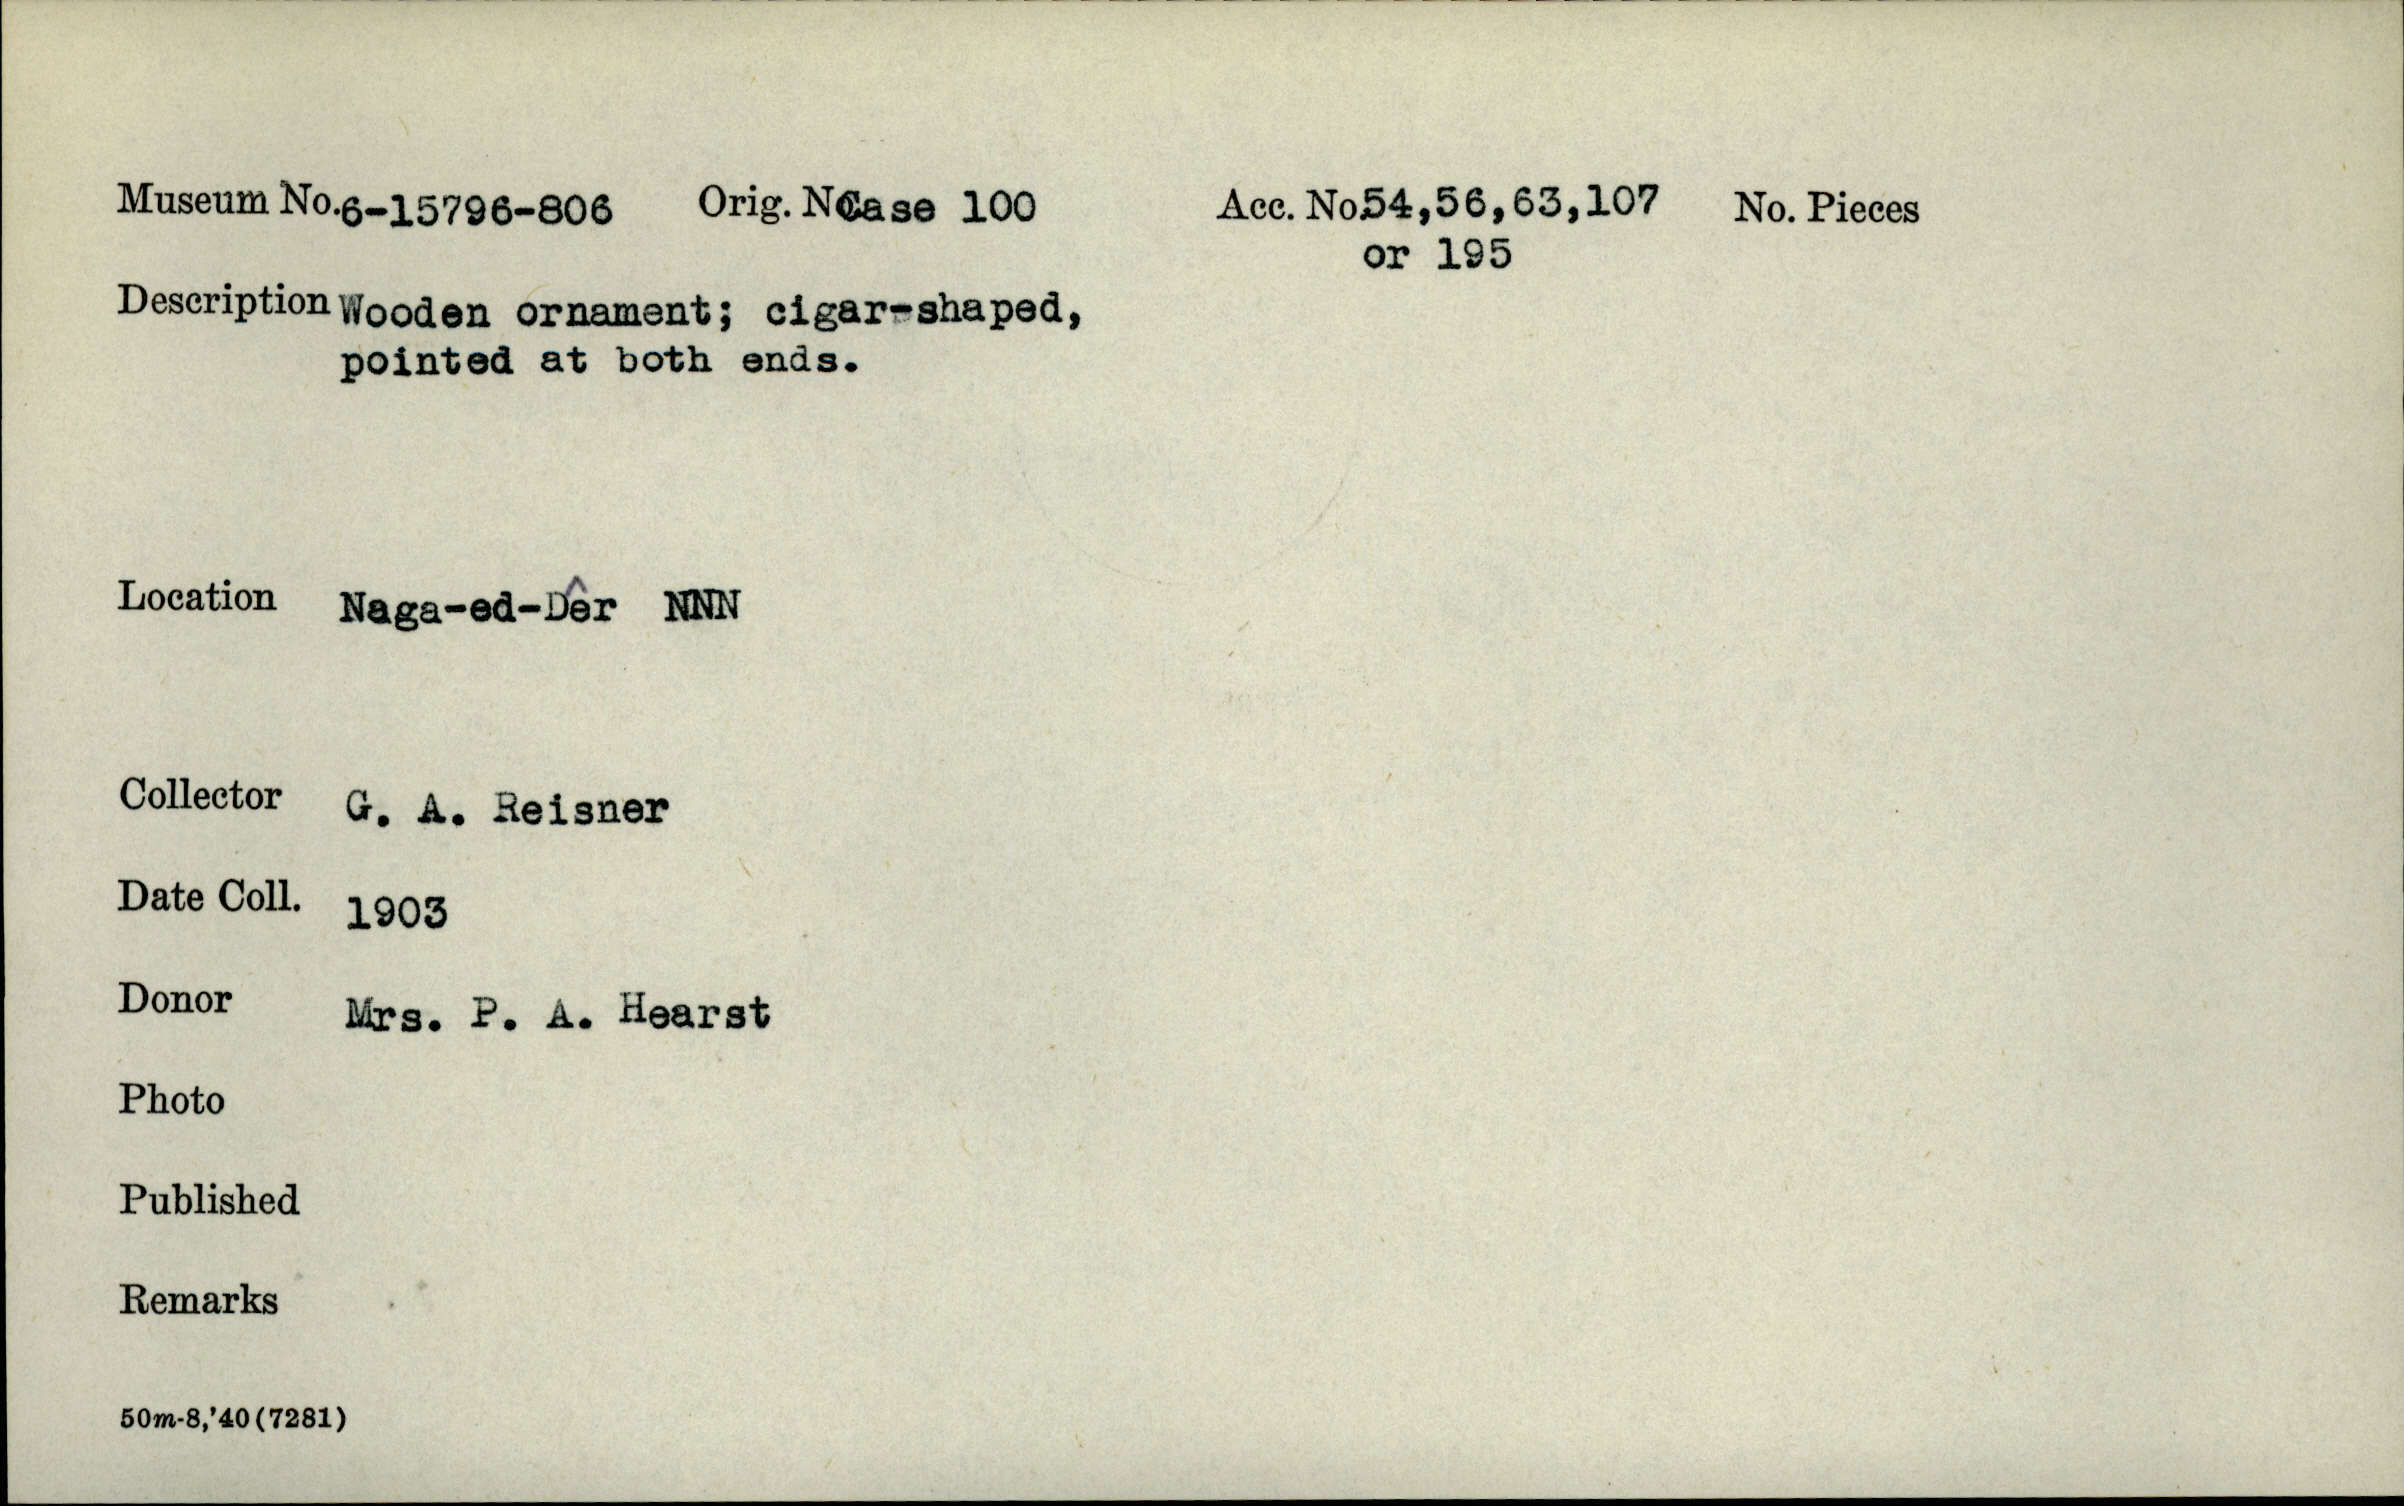 Museum No. 6-15796-806 Orig. No. Case 100 Acc. No. 54,56,63,107 No. Pieces
or 195
Description Wooden ornament; cigar-shaped,
pointed at both ends.
Location Naga-ed-Dêr NNN
Collector G. A. Reisner
Date Coll. 1903
Donor Mrs. P. A. Hearst
Photo
Published
Remarks
50m-8,'40(7281)